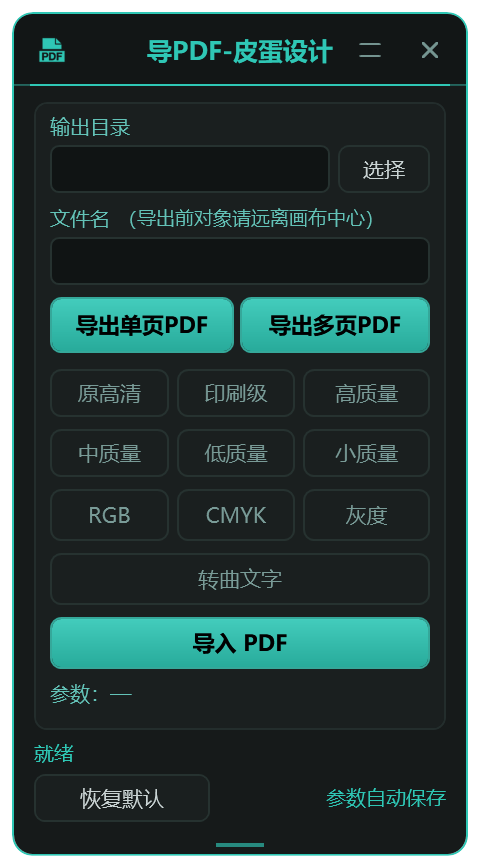 PDF
导PDF-皮蛋设计
输出目录
选择
文件名 (导出前对象请远离画布中心)
导出单页PDF 导出多页PDF
原高清 印刷级 高质量
中质量 低质量 小质量
RGB CMYK 灰度
转曲文字
导入 PDF
参数：—
就绪
恢复默认 参数自动保存